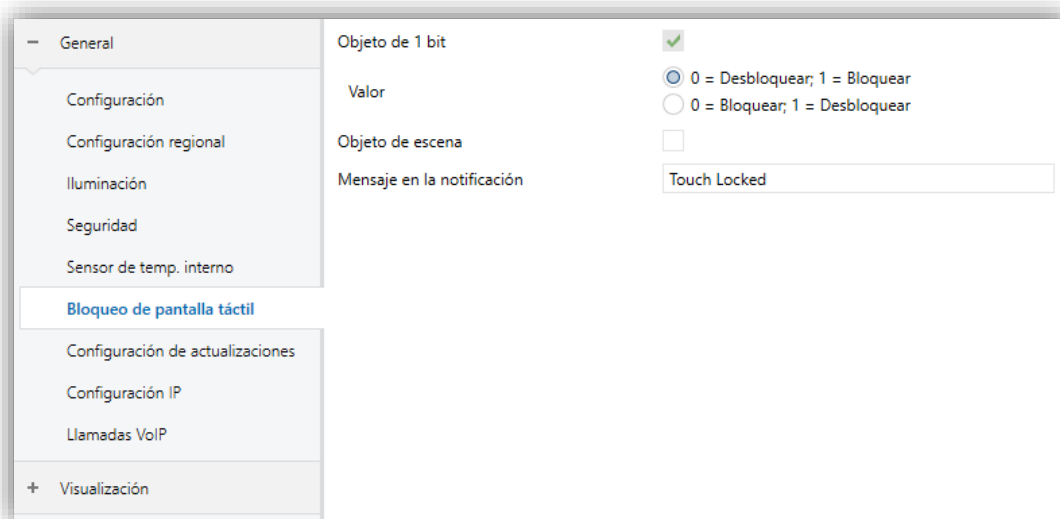 General
Configuración
Configuración regional
Iluminación
Seguridad
Sensor de temp. interno
Bloqueo de pantalla táctil
Configuración de actualizaciones
Configuración IP
Llamadas VoIP
Visualización
Objeto de 1 bit
Valor
0 = Desbloquear; 1 = Bloquear
0 = Bloquear; 1 = Desbloquear
Objeto de escena
Mensaje en la notificación
Touch Locked